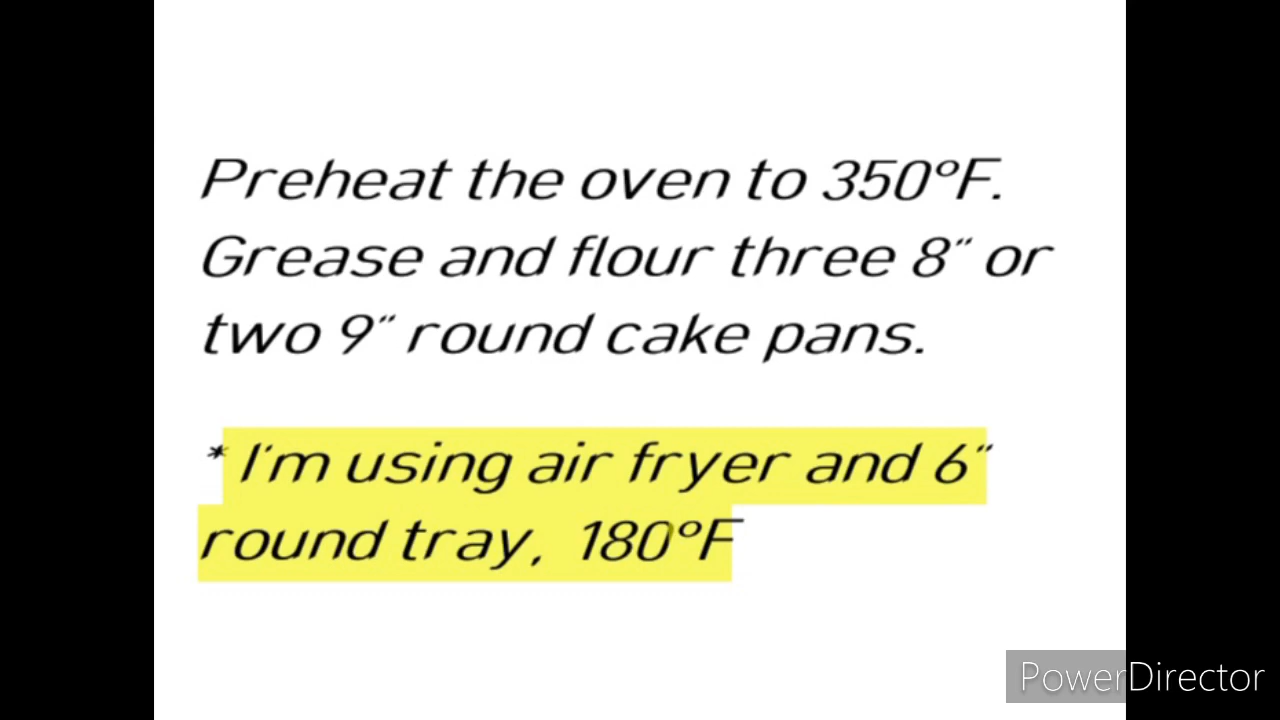 Preheat the oven to 350°F.
Grease and flour three 8" or
two 9" round cake pans.
* I'm using air fryer and 6"
round tray, 180°F
PowerDirector